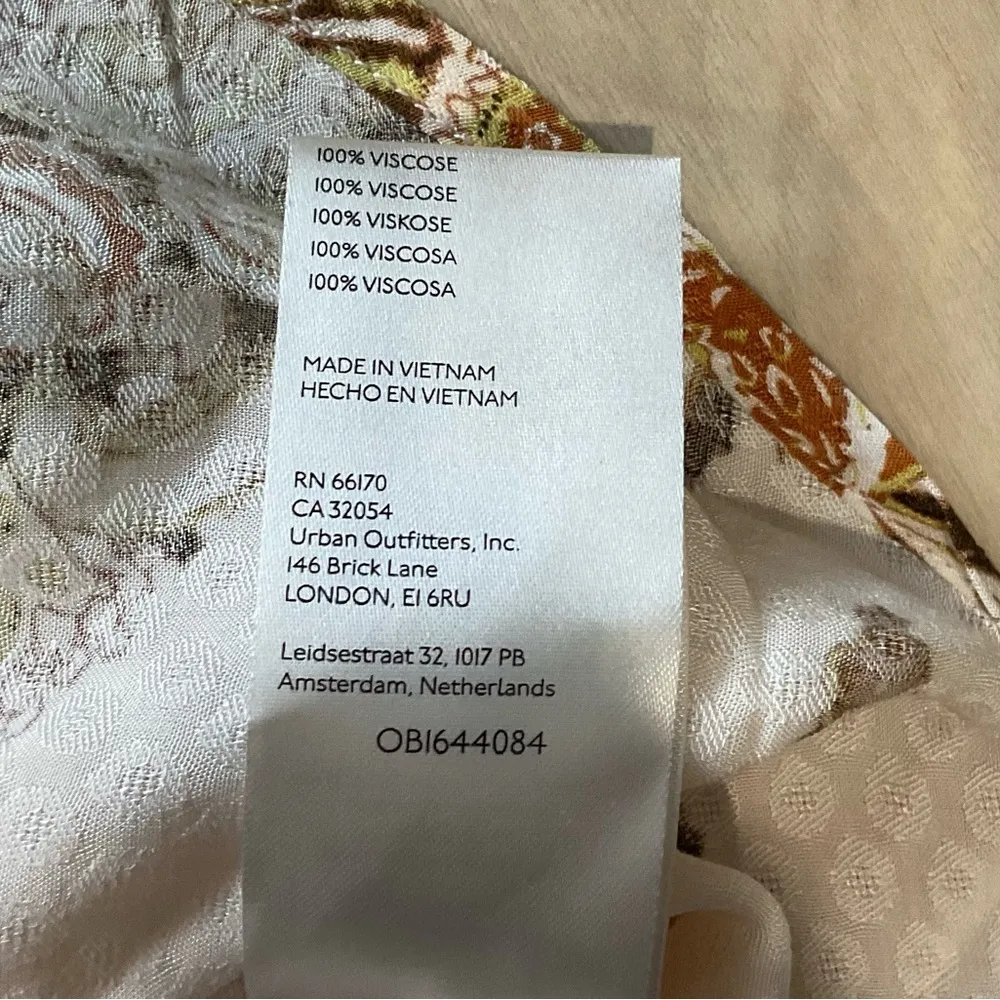 100% VISCOSE
100% VISCOSE
100% VISKOSE
100% VISCOSA
100% VISCOSA
MADE IN VIETNAM
HECHO EN VIETNAM
RN 66170
CA 32054
Urban Outfitters, Inc.
146 Brick Lane
LONDON, E1 6RU
Leidsestraat 32, 1017 PB
Amsterdam, Netherlands
OB1644084